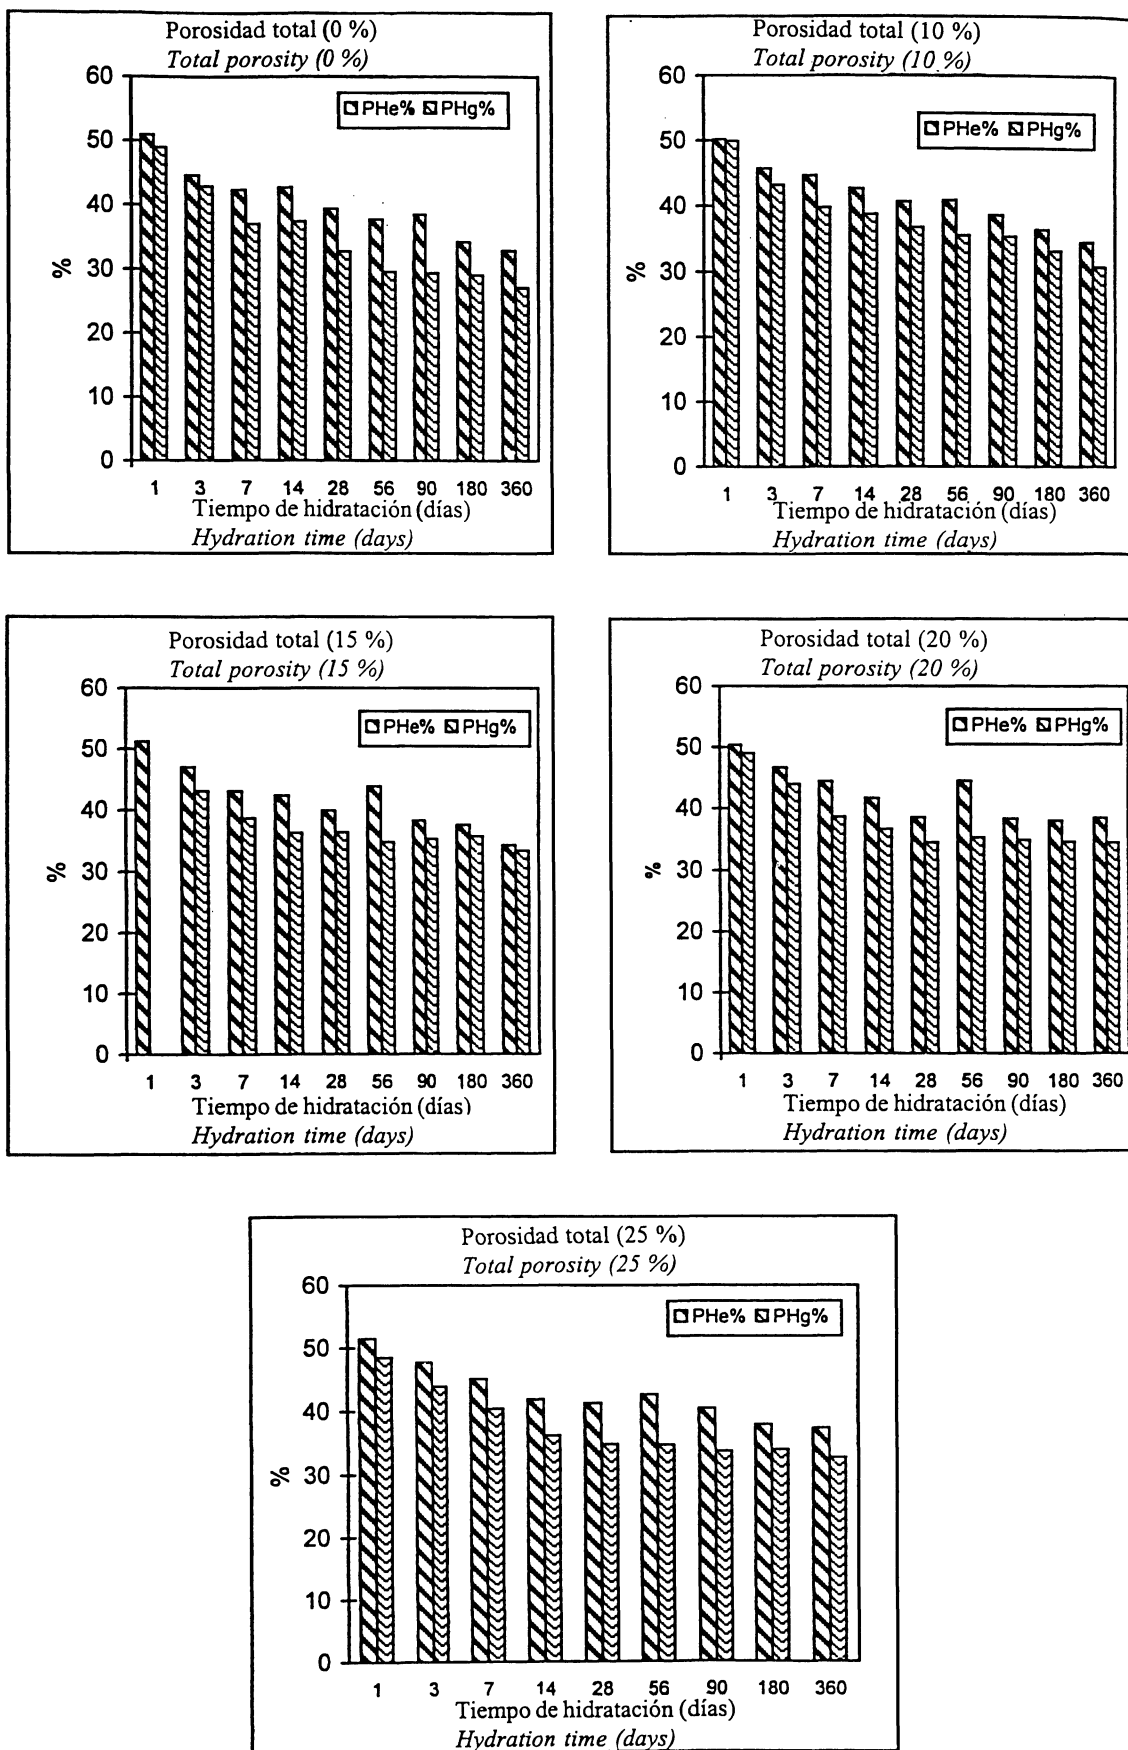 Porosidad total (0 %)
Total porosity (0 %)
60
50
40
30
20
10
0
%
PHe% PHg%
1 3 7 14 28 56 90 180 360
Tiempo de hidratación (días)
Hydration time (days)
Porosidad total (10 %)
Total porosity (10 %)
60
50
40
30
20
10
0
%
PHe% PHg%
1 3 7 14 28 56 90 180 360
Tiempo de hidratación (días)
Hydration time (days)
Porosidad total (15 %)
Total porosity (15 %)
60
50
40
30
20
10
0
%
PHe% PHg%
1 3 7 14 28 56 90 180 360
Tiempo de hidratación (días)
Hydration time (days)
Porosidad total (20 %)
Total porosity (20 %)
60
50
40
30
20
10
0
%
PHe% PHg%
1 3 7 14 28 56 90 180 360
Tiempo de hidratación (días)
Hydration time (days)
Porosidad total (25 %)
Total porosity (25 %)
60
50
40
30
20
10
0
%
PHe% PHg%
1 3 7 14 28 56 90 180 360
Tiempo de hidratación (días)
Hydration time (days)